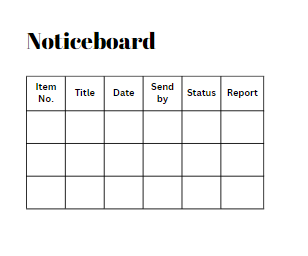 Noticeboard
Item No. Title Date Send by Status Report